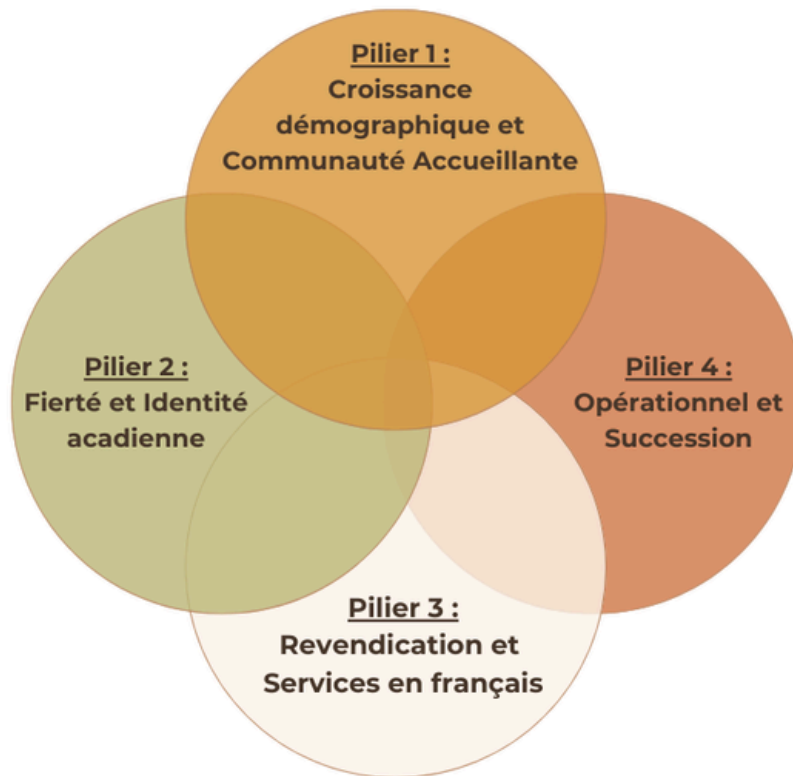 Pilier 1 :
Croissance
démographique et
Communauté Accueillante
Pilier 2 :
Fierté et Identité
acadienne
Pilier 4 :
Opérationnel et
Succession
Pilier 3 :
Revendication et
Services en français